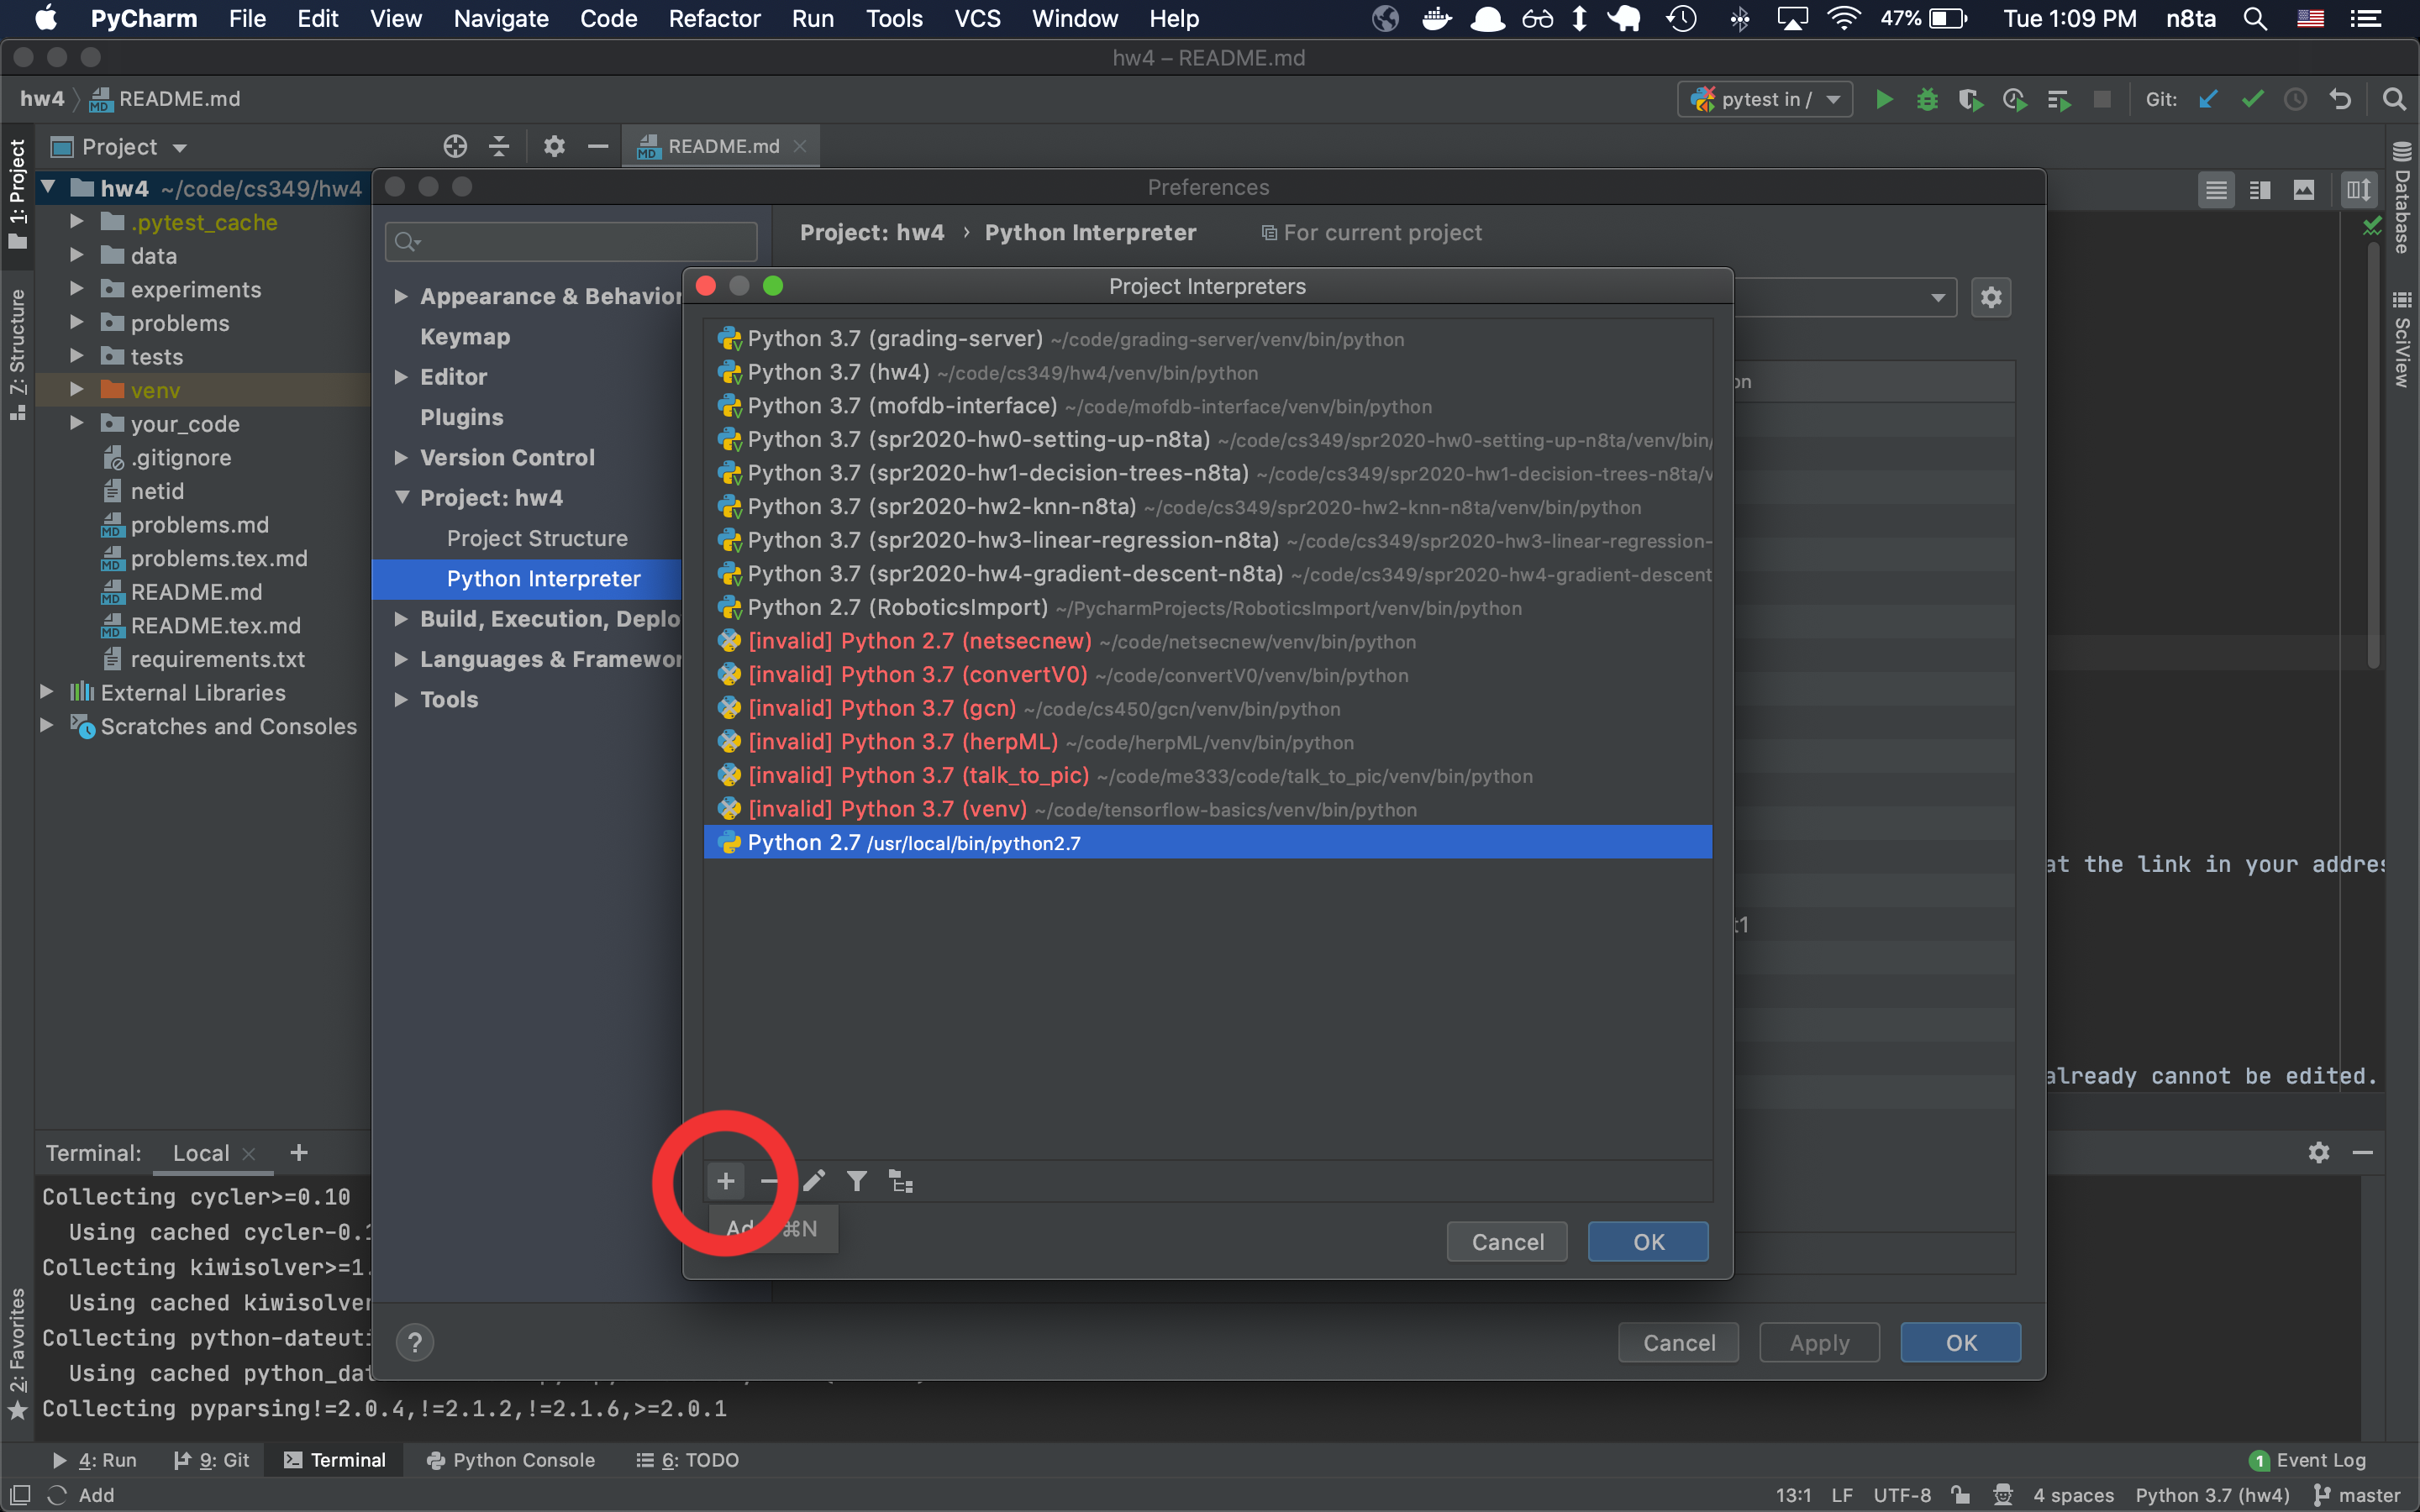 PyCharm File Edit View Navigate Code Refactor Run Tools VCS Window Help 47% Tue 1:09 PM n8ta
hw4 – README.md
hw4 README.md pytest in / Git:
Project README.md
1: Project
hw4 ~/code/cs349/hw4
.pytest_cache
data
experiments
problems
tests
venv
your_code
.gitignore
netid
problems.md
problems.tex.md
README.md
README.tex.md
requirements.txt
External Libraries
Scratches and Consoles
7: Structure
2: Favorites
Database
SciView
Preferences
Project: hw4 › Python Interpreter For current project
Appearance & Behavior
Keymap
Editor
Plugins
Version Control
Project: hw4
Project Structure
Python Interpreter
Build, Execution, Deplo
Languages & Framewor
Tools
Project Interpreters
Python 3.7 (grading-server) ~/code/grading-server/venv/bin/python
Python 3.7 (hw4) ~/code/cs349/hw4/venv/bin/python
Python 3.7 (mofdb-interface) ~/code/mofdb-interface/venv/bin/python
Python 3.7 (spr2020-hw0-setting-up-n8ta) ~/code/cs349/spr2020-hw0-setting-up-n8ta/venv/bin/
Python 3.7 (spr2020-hw1-decision-trees-n8ta) ~/code/cs349/spr2020-hw1-decision-trees-n8ta/v
Python 3.7 (spr2020-hw2-knn-n8ta) ~/code/cs349/spr2020-hw2-knn-n8ta/venv/bin/python
Python 3.7 (spr2020-hw3-linear-regression-n8ta) ~/code/cs349/spr2020-hw3-linear-regression-
Python 3.7 (spr2020-hw4-gradient-descent-n8ta) ~/code/cs349/spr2020-hw4-gradient-descent
Python 2.7 (RoboticsImport) ~/PycharmProjects/RoboticsImport/venv/bin/python
[invalid] Python 2.7 (netsecnew) ~/code/netsecnew/venv/bin/python
[invalid] Python 3.7 (convertV0) ~/code/convertV0/venv/bin/python
[invalid] Python 3.7 (gcn) ~/code/cs450/gcn/venv/bin/python
[invalid] Python 3.7 (herpML) ~/code/herpML/venv/bin/python
[invalid] Python 3.7 (talk_to_pic) ~/code/me333/code/talk_to_pic/venv/bin/python
[invalid] Python 3.7 (venv) ~/code/tensorflow-basics/venv/bin/python
Python 2.7 /usr/local/bin/python2.7
⌘N
Cancel OK
on
t1
at the link in your addres
already cannot be edited.
? Cancel Apply OK
Terminal: Local
Collecting cycler>=0.10
Using cached cycler-0.1
Collecting kiwisolver>=1.
Using cached kiwisolver
Collecting python-dateuti
Using cached python_dat
Collecting pyparsing!=2.0.4,!=2.1.2,!=2.1.6,>=2.0.1
4: Run 9: Git Terminal Python Console 6: TODO 1 Event Log
Add 13:1 LF UTF-8 4 spaces Python 3.7 (hw4) master